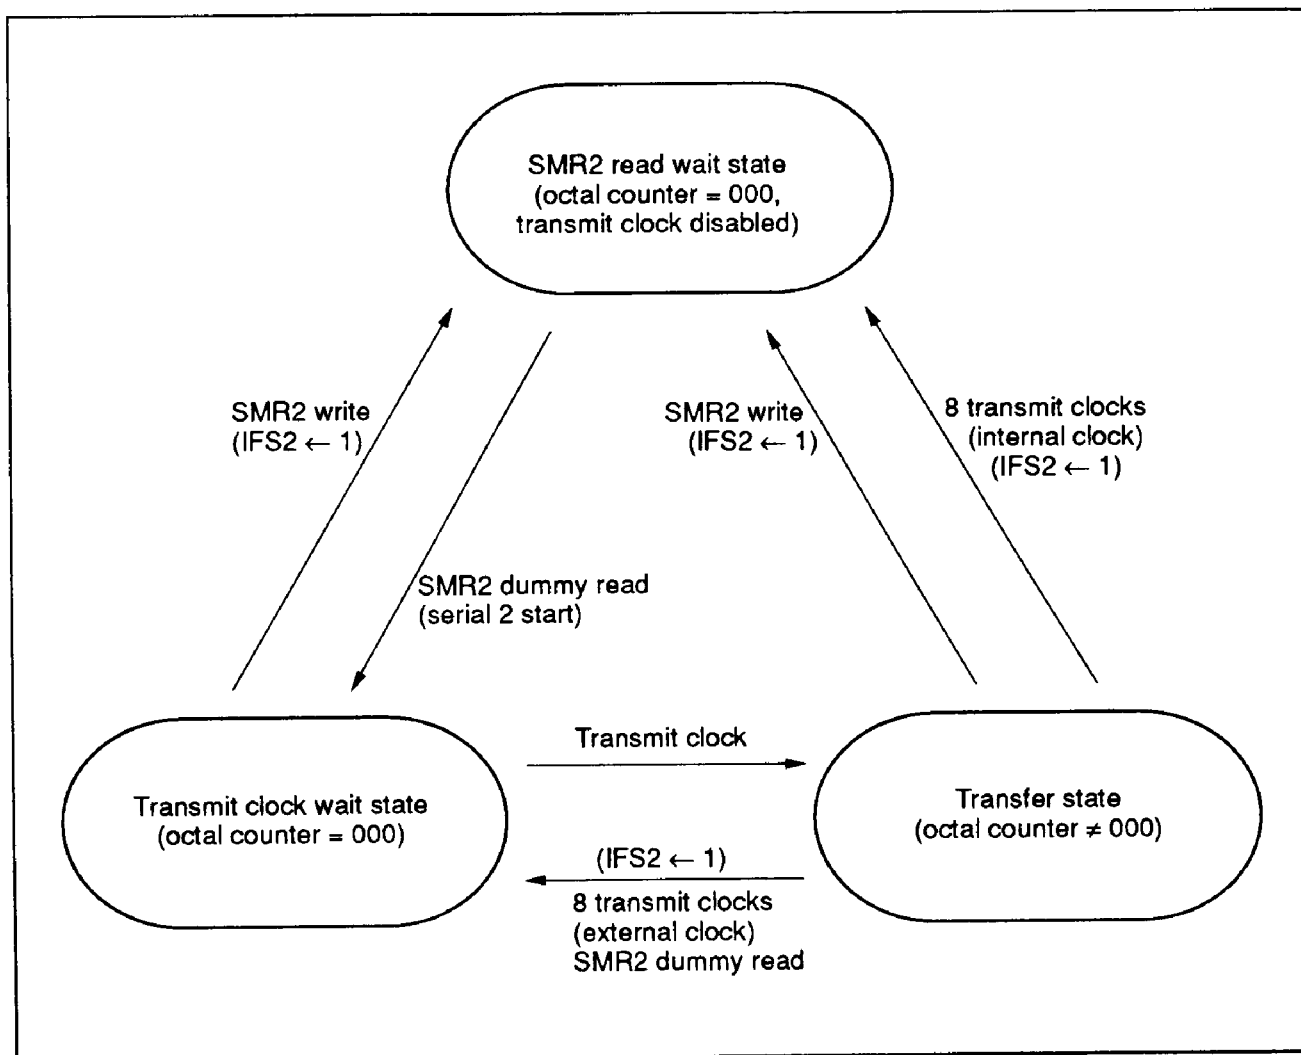 SMR2 read wait state
(octal counter = 000,
transmit clock disabled)
SMR2 write
(IFS2 ← 1)
SMR2 write
(IFS2 ← 1)
8 transmit clocks
(internal clock)
(IFS2 ← 1)
SMR2 dummy read
(serial 2 start)
Transmit clock
Transmit clock wait state
(octal counter = 000)
Transfer state
(octal counter ≠ 000)
(IFS2 ← 1)
8 transmit clocks
(external clock)
SMR2 dummy read